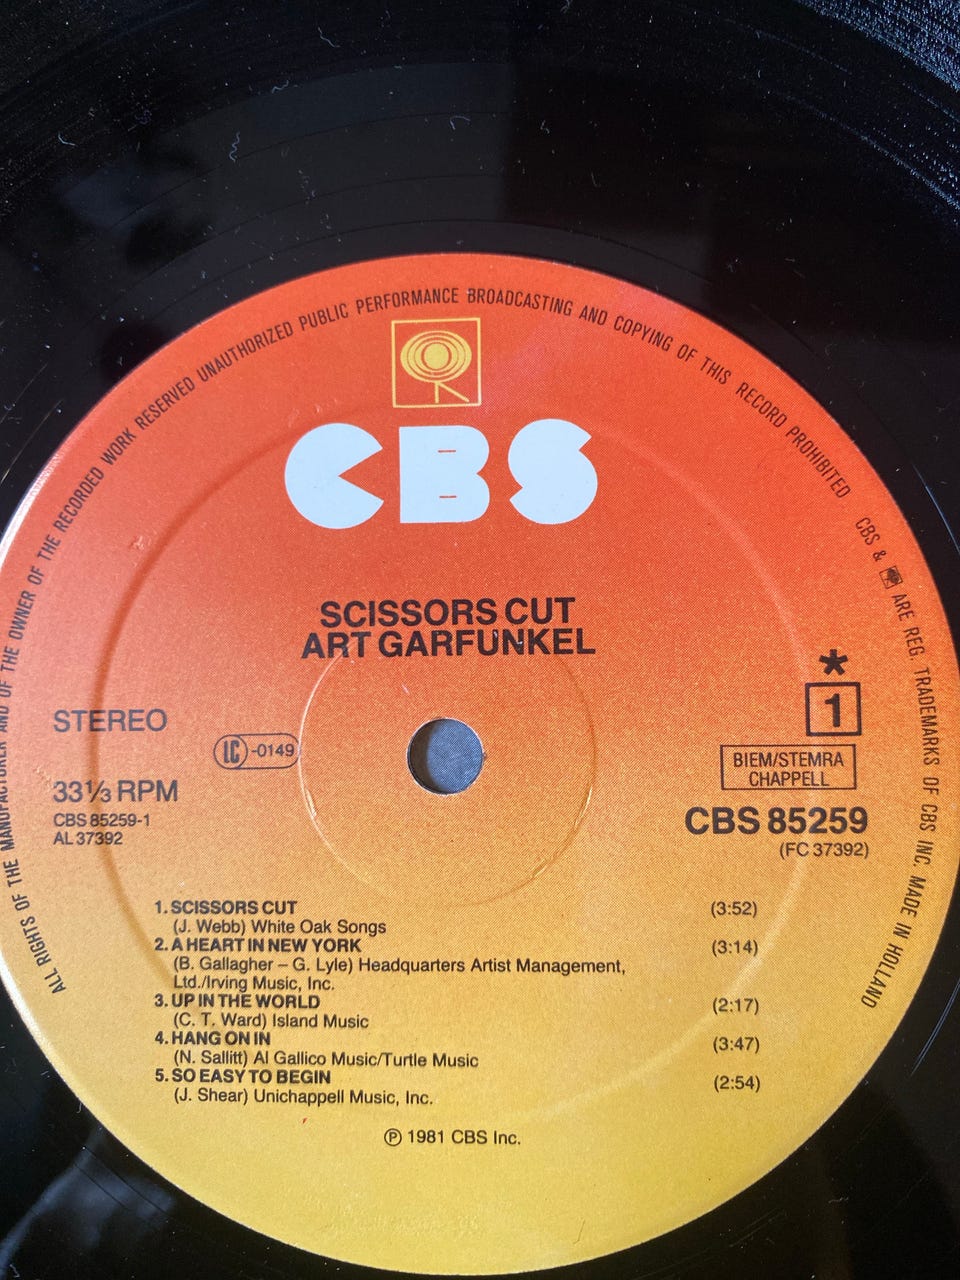 ALL RIGHTS OF THE MANUFACTURER AND OF THE OWNER OF THE RECORDED WORK RESERVED UNAUTHORIZED PUBLIC PERFORMANCE BROADCASTING AND COPYING OF THIS RECORD PROHIBITED CBS & ARE REG. TRADEMARKS OF CBS INC. MADE IN HOLLAND
CBS
SCISSORS CUT
ART GARFUNKEL
STEREO
LC -0149
33⅓ RPM
CBS 85259-1
AL 37392
*
1
BIEM/STEMRA
CHAPPELL
CBS 85259
(FC 37392)
1. SCISSORS CUT (3:52)
(J. Webb) White Oak Songs
2. A HEART IN NEW YORK (3:14)
(B. Gallagher – G. Lyle) Headquarters Artist Management,
Ltd./Irving Music, Inc.
3. UP IN THE WORLD (2:17)
(C. T. Ward) Island Music
4. HANG ON IN (3:47)
(N. Sallitt) Al Gallico Music/Turtle Music
5. SO EASY TO BEGIN (2:54)
(J. Shear) Unichappell Music, Inc.
Ⓟ 1981 CBS Inc.